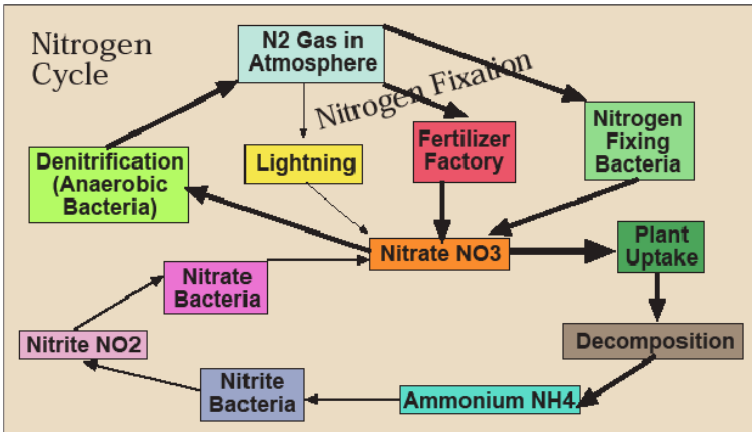 Nitrogen
Cycle
N2 Gas in
Atmosphere
Nitrogen Fixation
Denitrification
(Anaerobic
Bacteria)
Lightning
Fertilizer
Factory
Nitrogen
Fixing
Bacteria
Nitrate NO3
Plant
Uptake
Nitrate
Bacteria
Nitrite NO2
Decomposition
Nitrite
Bacteria
Ammonium NH4